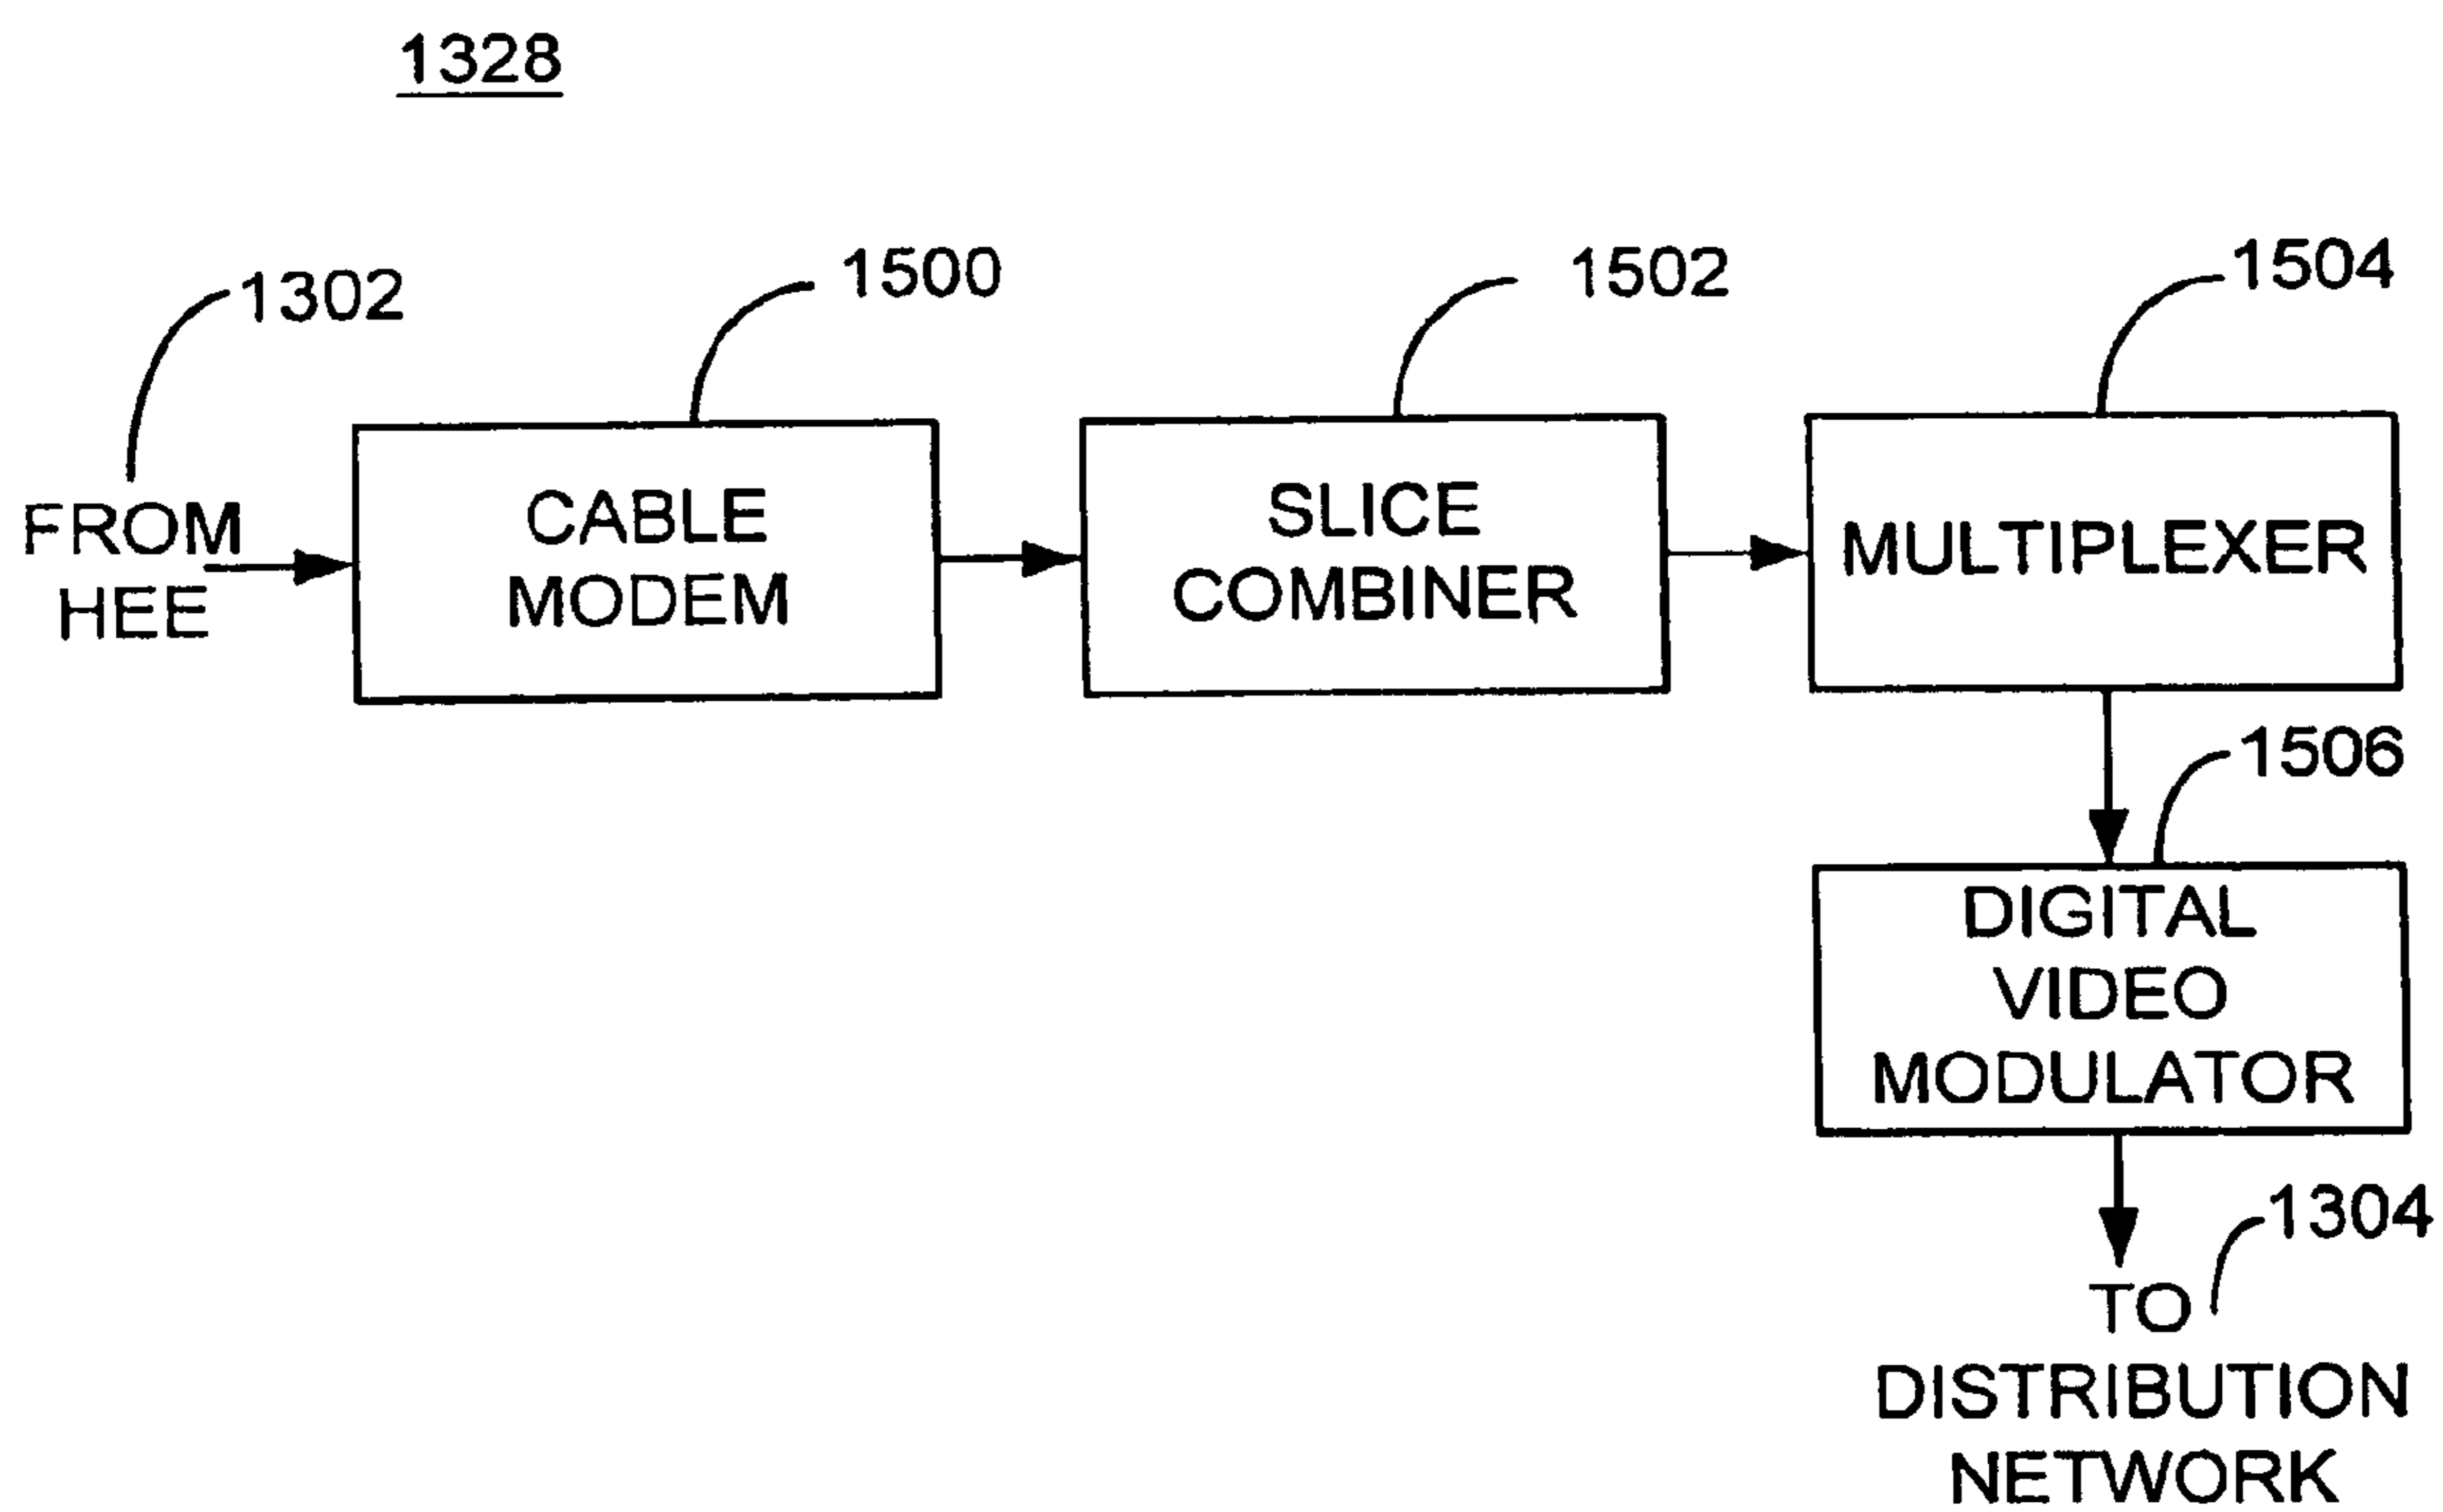 1328
1302
1500
1502
1504
FROM
HEE
CABLE
MODEM
SLICE
COMBINER
MULTIPLEXER
1506
DIGITAL
VIDEO
MODULATOR
1304
TO
DISTRIBUTION
NETWORK